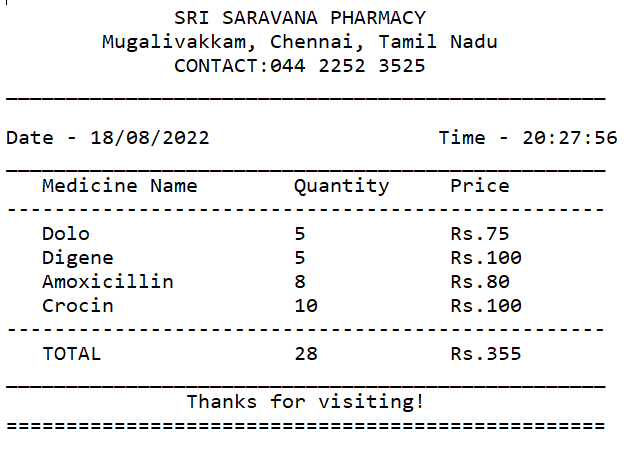 SRI SARAVANA PHARMACY
Mugalivakkam, Chennai, Tamil Nadu
CONTACT:044 2252 3525
Date - 18/08/2022 Time - 20:27:56
Medicine Name Quantity Price
Dolo 5 Rs.75
Digene 5 Rs.100
Amoxicillin 8 Rs.80
Crocin 10 Rs.100
TOTAL 28 Rs.355
Thanks for visiting!